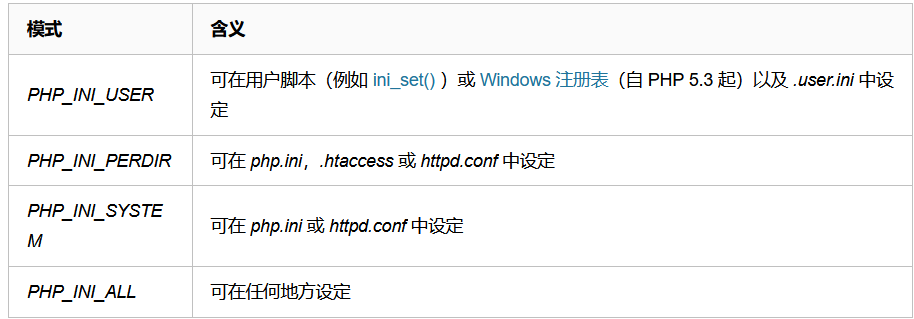 模式 含义
PHP_INI_USER 可在用户脚本（例如 ini_set() ）或 Windows 注册表（自 PHP 5.3 起）以及 .user.ini 中设
定
PHP_INI_PERDIR 可在 php.ini，.htaccess 或 httpd.conf 中设定
PHP_INI_SYSTE
M 可在 php.ini 或 httpd.conf 中设定
PHP_INI_ALL 可在任何地方设定